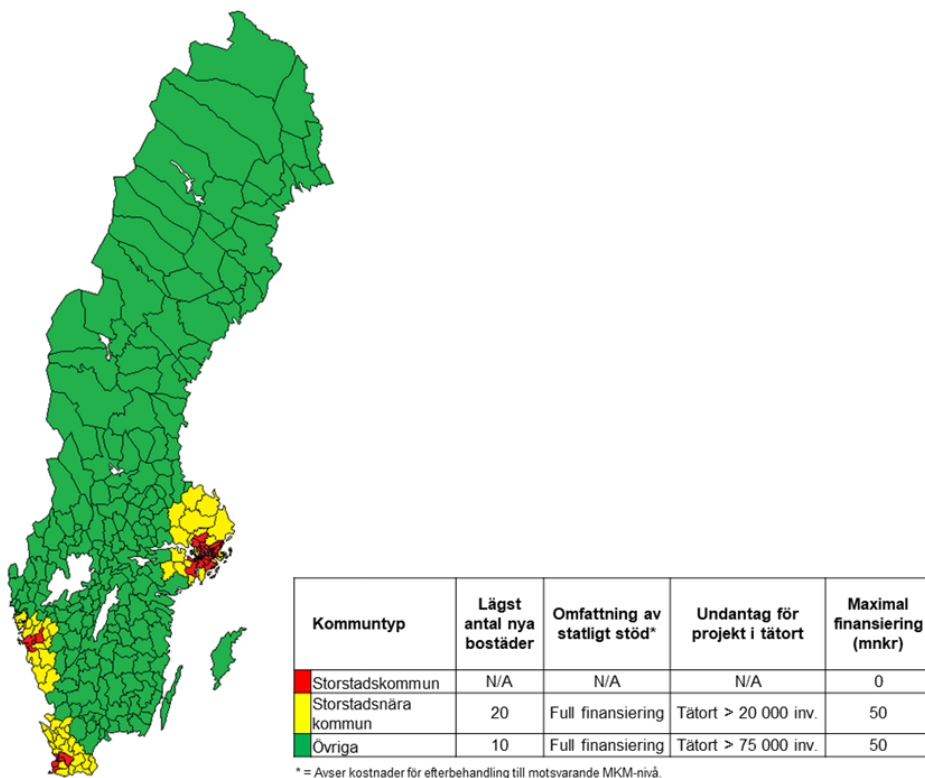 Kommuntyp
Lägst
antal nya
bostäder
Omfattning av
statligt stöd*
Undantag för
projekt i tätort
Maximal
finansiering
(mnkr)
Storstadskommun
N/A
N/A
N/A
0
Storstadsnära
kommun
20
Full finansiering
Tätort > 20 000 inv.
50
Övriga
10
Full finansiering
Tätort > 75 000 inv.
50
* = Avser kostnader för efterbehandling till motsvarande MKM-nivå.